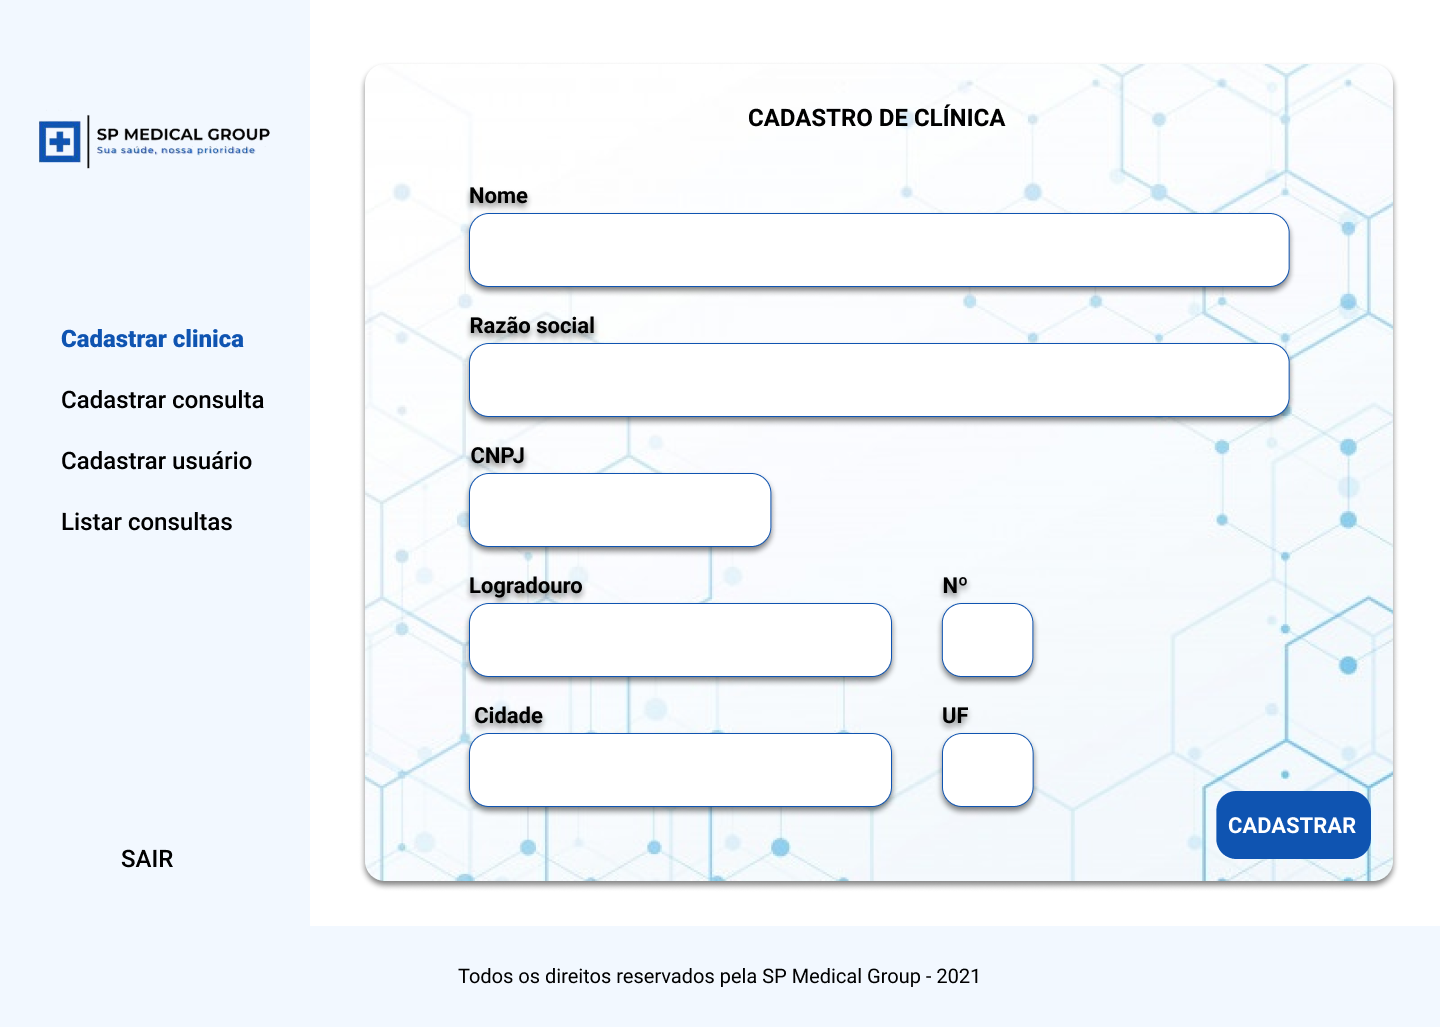 SP MEDICAL GROUP
Sua saúde, nossa prioridade
Cadastrar clinica
Cadastrar consulta
Cadastrar usuário
Listar consultas
SAIR
CADASTRO DE CLÍNICA
Nome
Razão social
CNPJ
Logradouro
Nº
Cidade
UF
CADASTRAR
Todos os direitos reservados pela SP Medical Group - 2021